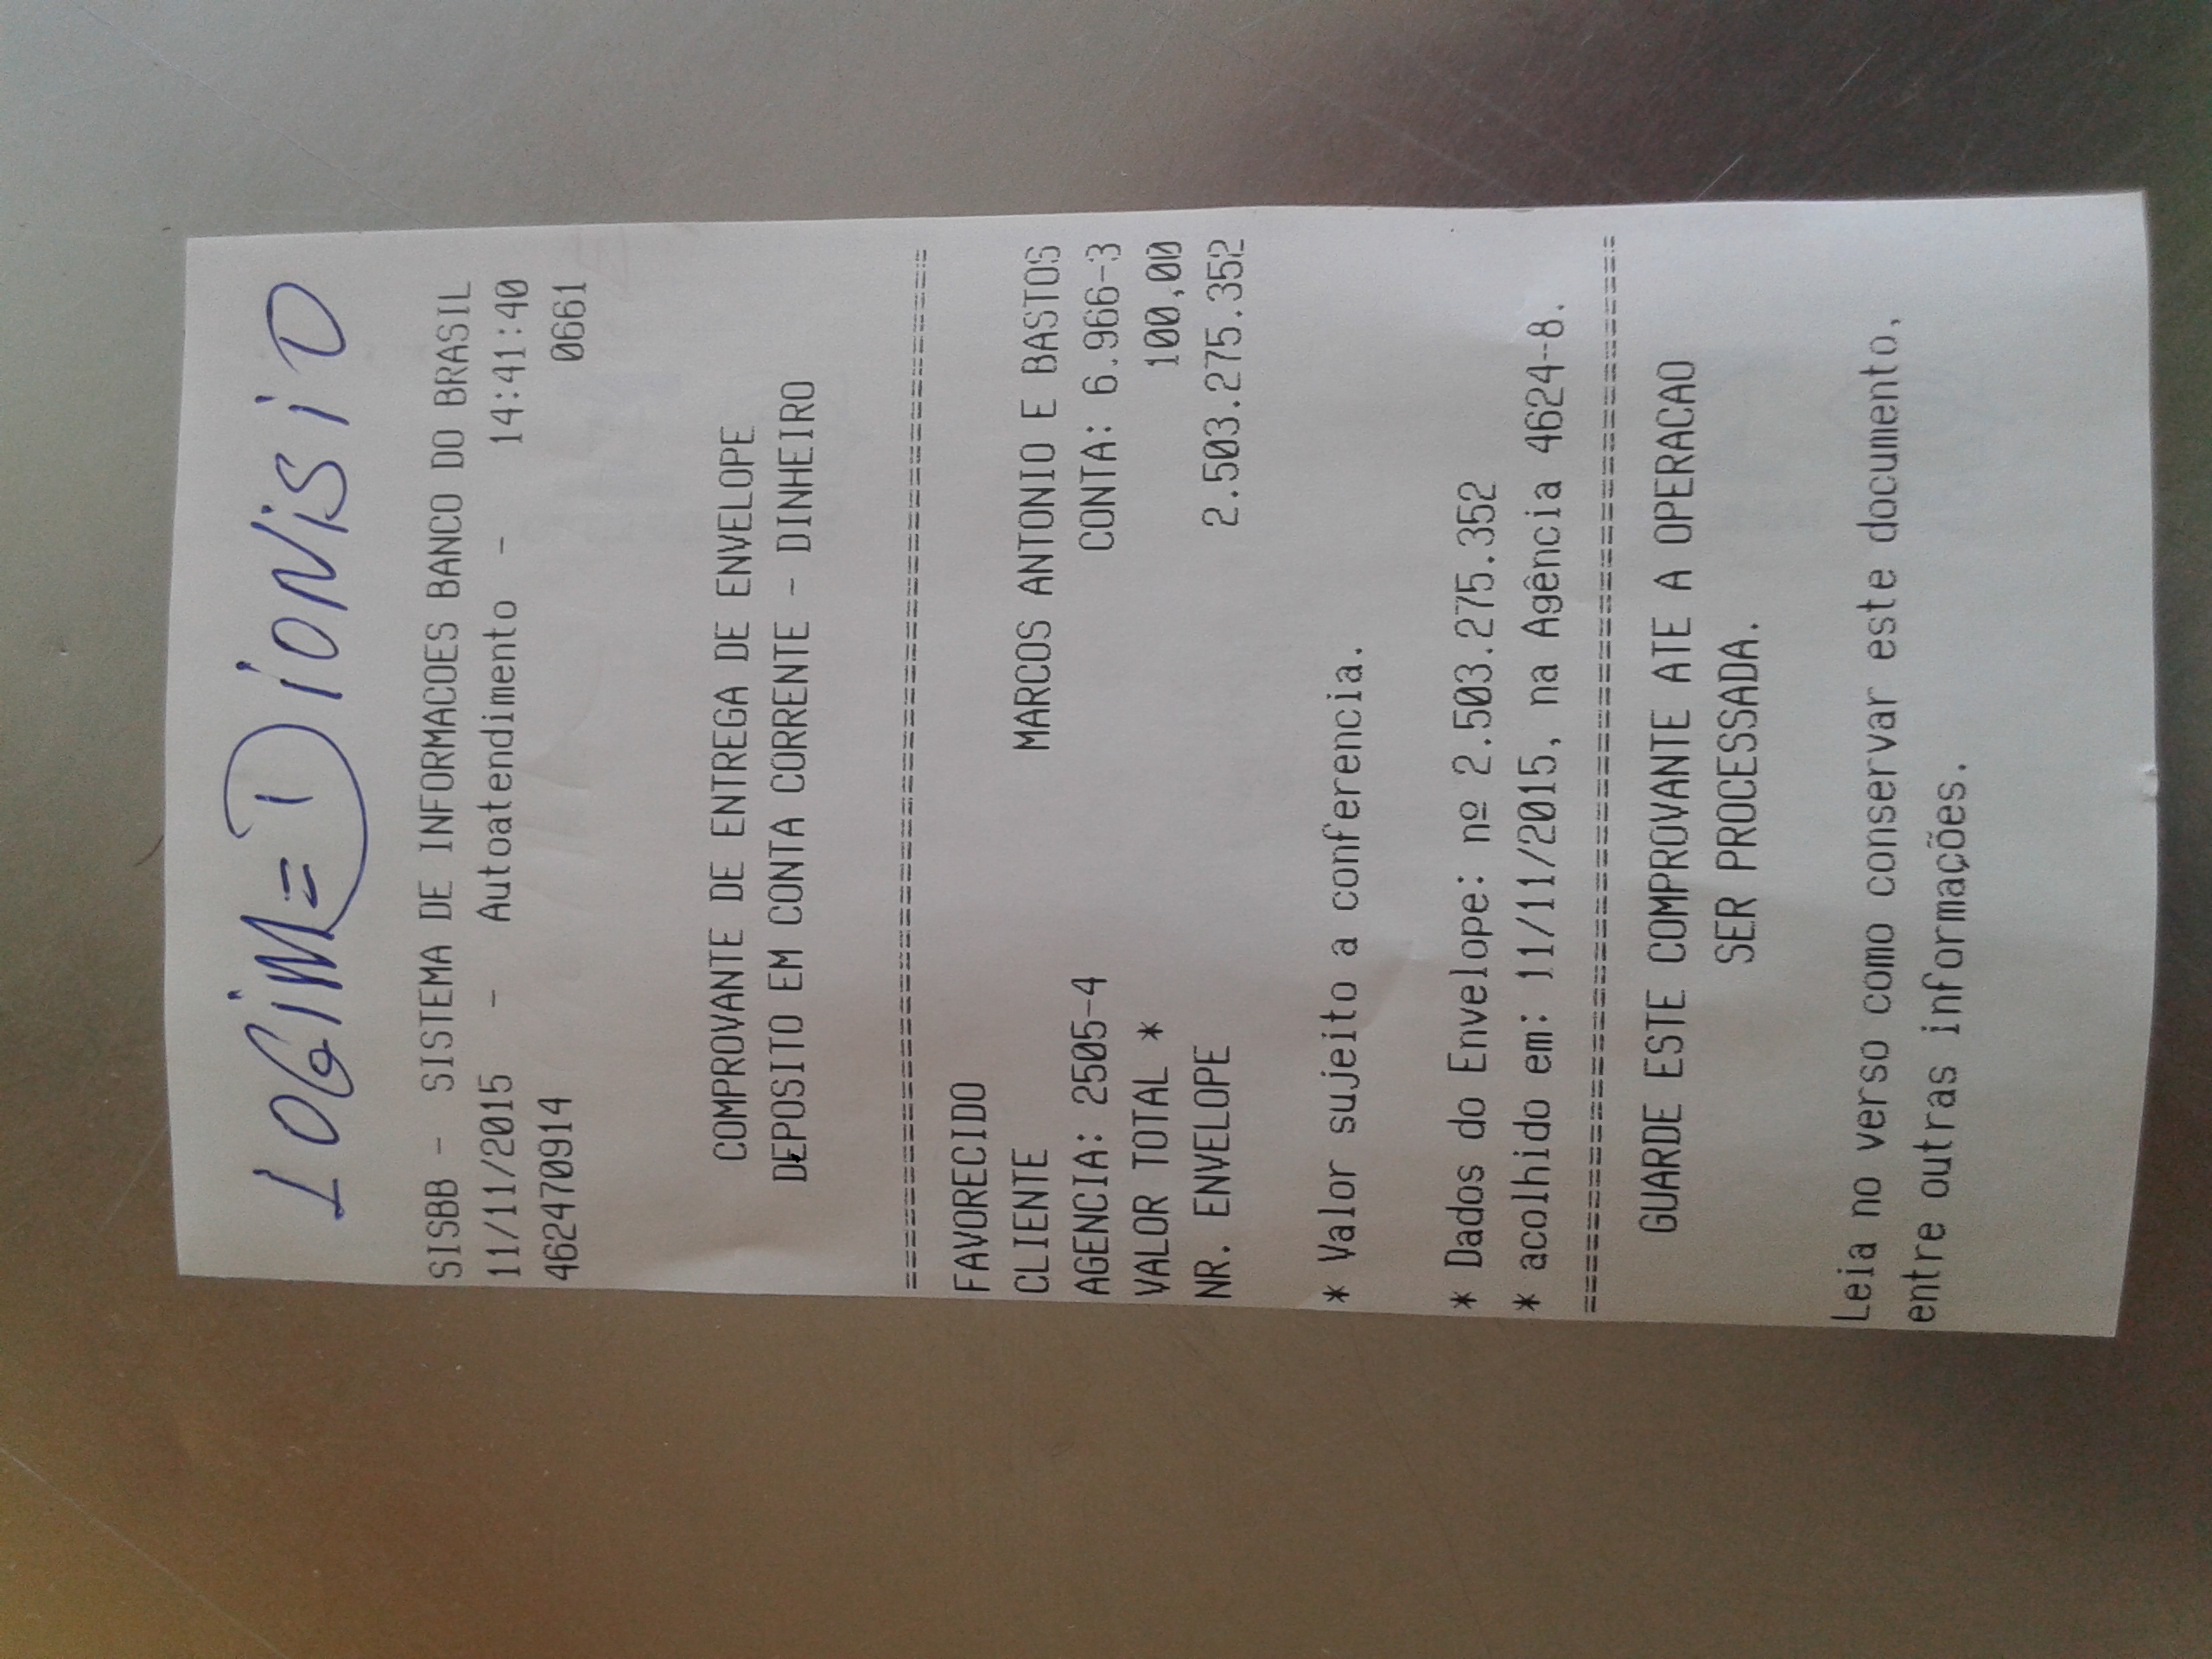 LOGiM=DiONiSiO
SISBB - SISTEMA DE INFORMACOES BANCO DO BRASIL
11/11/2015 - Autoatendimento - 14:41:40
462470914 0661
COMPROVANTE DE ENTREGA DE ENVELOPE
DEPOSITO EM CONTA CORRENTE - DINHEIRO
================================================
FAVORECIDO
CLIENTE MARCOS ANTONIO E BASTOS
AGENCIA: 2505-4 CONTA: 6.966-3
VALOR TOTAL * 100,00
NR. ENVELOPE 2.503.275.352
* Valor sujeito a conferencia.
* Dados do Envelope: nº 2.503.275.352
* acolhido em: 11/11/2015, na Agência 4624-8.
================================================
GUARDE ESTE COMPROVANTE ATE A OPERACAO
SER PROCESSADA.
Leia no verso como conservar este documento,
entre outras informações.